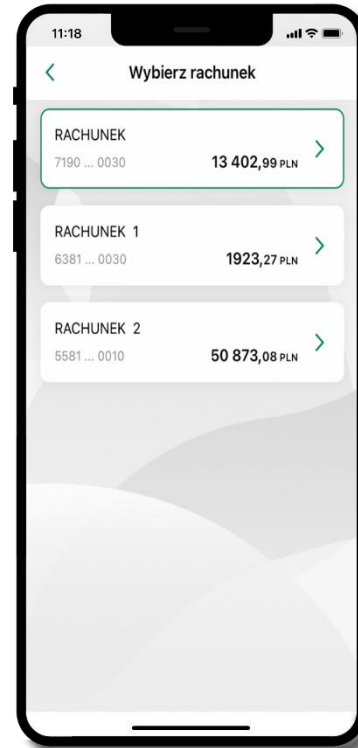 11:18
Wybierz rachunek
RACHUNEK
7190 ... 0030 13 402,99 PLN
RACHUNEK 1
6381 ... 0030 1923,27 PLN
RACHUNEK 2
5581 ... 0010 50 873,08 PLN